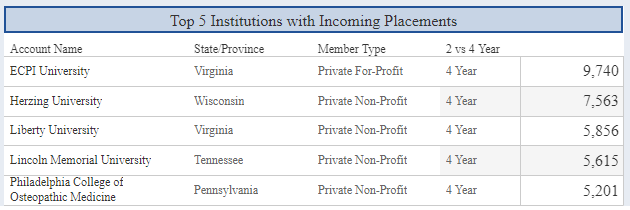 Top 5 Institutions with Incoming Placements
Account Name State/Province Member Type 2 vs 4 Year
ECPI University Virginia Private For-Profit 4 Year 9,740
Herzing University Wisconsin Private Non-Profit 4 Year 7,563
Liberty University Virginia Private Non-Profit 4 Year 5,856
Lincoln Memorial University Tennessee Private Non-Profit 4 Year 5,615
Philadelphia College of
Osteopathic Medicine Pennsylvania Private Non-Profit 4 Year 5,201